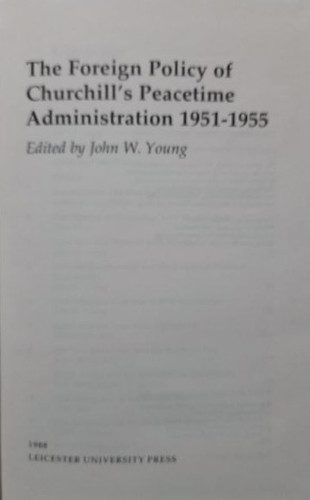 The Foreign Policy of
Churchill's Peacetime
Administration 1951-1955
Edited by John W. Young
1988
LEICESTER UNIVERSITY PRESS